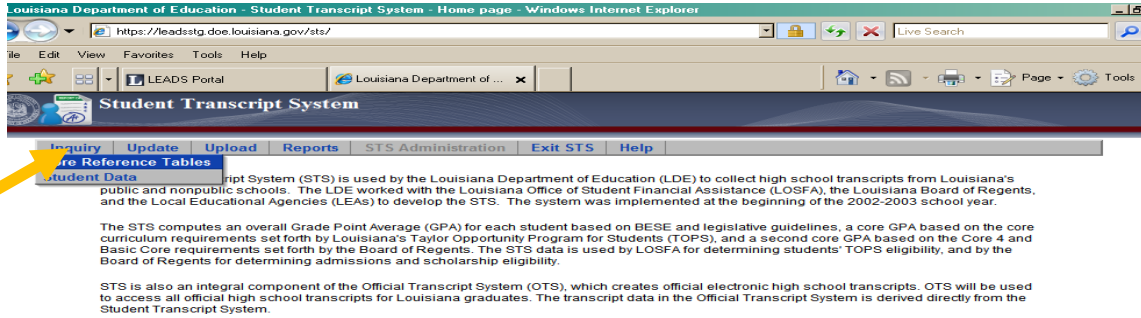 Louisiana Department of Education - Student Transcript System - Home page - Windows Internet Explorer
https://leadsstg.doe.louisiana.gov/sts/
Live Search
File Edit View Favorites Tools Help
LEADS Portal
Louisiana Department of ...
Page
Tools
Student Transcript System
Inquiry Update Upload Reports STS Administration Exit STS Help
Reference Tables
Student Data
System (STS) is used by the Louisiana Department of Education (LDE) to collect high school transcripts from Louisiana's
public and nonpublic schools. The LDE worked with the Louisiana Office of Student Financial Assistance (LOSFA), the Louisiana Board of Regents,
and the Local Educational Agencies (LEAs) to develop the STS. The system was implemented at the beginning of the 2002-2003 school year.
The STS computes an overall Grade Point Average (GPA) for each student based on BESE and legislative guidelines, a core GPA based on the core
curriculum requirements set forth by Louisiana's Taylor Opportunity Program for Students (TOPS), and a second core GPA based on the Core 4 and
Basic Core requirements set forth by the Board of Regents. The STS data is used by LOSFA for determining students' TOPS eligibility, and by the
Board of Regents for determining admissions and scholarship eligibility.
STS is also an integral component of the Official Transcript System (OTS), which creates official electronic high school transcripts. OTS will be used
to access all official high school transcripts for Louisiana graduates. The transcript data in the Official Transcript System is derived directly from the
Student Transcript System.